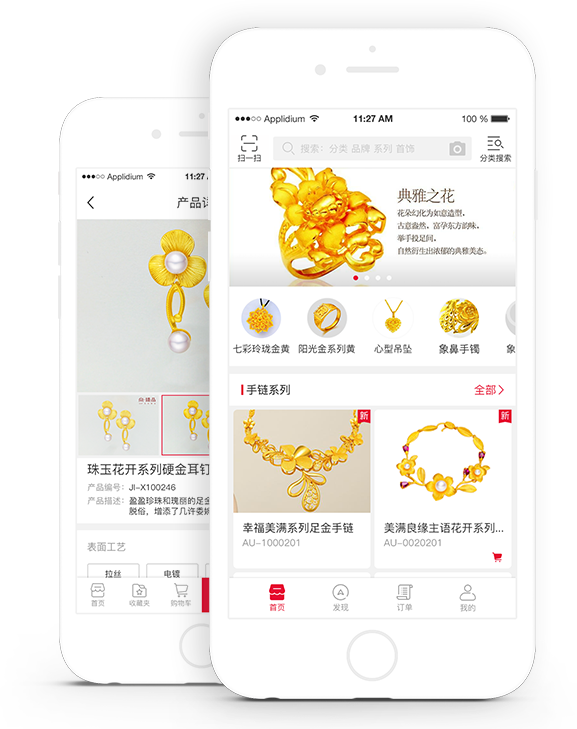 ●●●○○ Applidium
11:27 AM
100 %
扫一扫
搜索：分类 品牌 系列 首饰
分类搜索
典雅之花
花朵幻化为如意造型，
古意盎然，富孕东方韵味，
举手投足间，
自然衍生出浓郁的典雅美态。
七彩玲珑金黄
阳光金系列黄
心型吊坠
象鼻手镯
手链系列
全部
新
新
幸福美满系列足金手链
AU-1000201
美满良缘主语花开系列...
AU-0020201
首页
发现
订单
我的
●●●○○ Applidium
11:27
产品详
珠玉花开系列硬金耳钉
产品编号：JI-X100246
产品描述：盈盈珍珠和瑰丽的足金
脱俗，增添了几许委婉
表面工艺
拉丝
电镀
首页
收藏夹
购物车